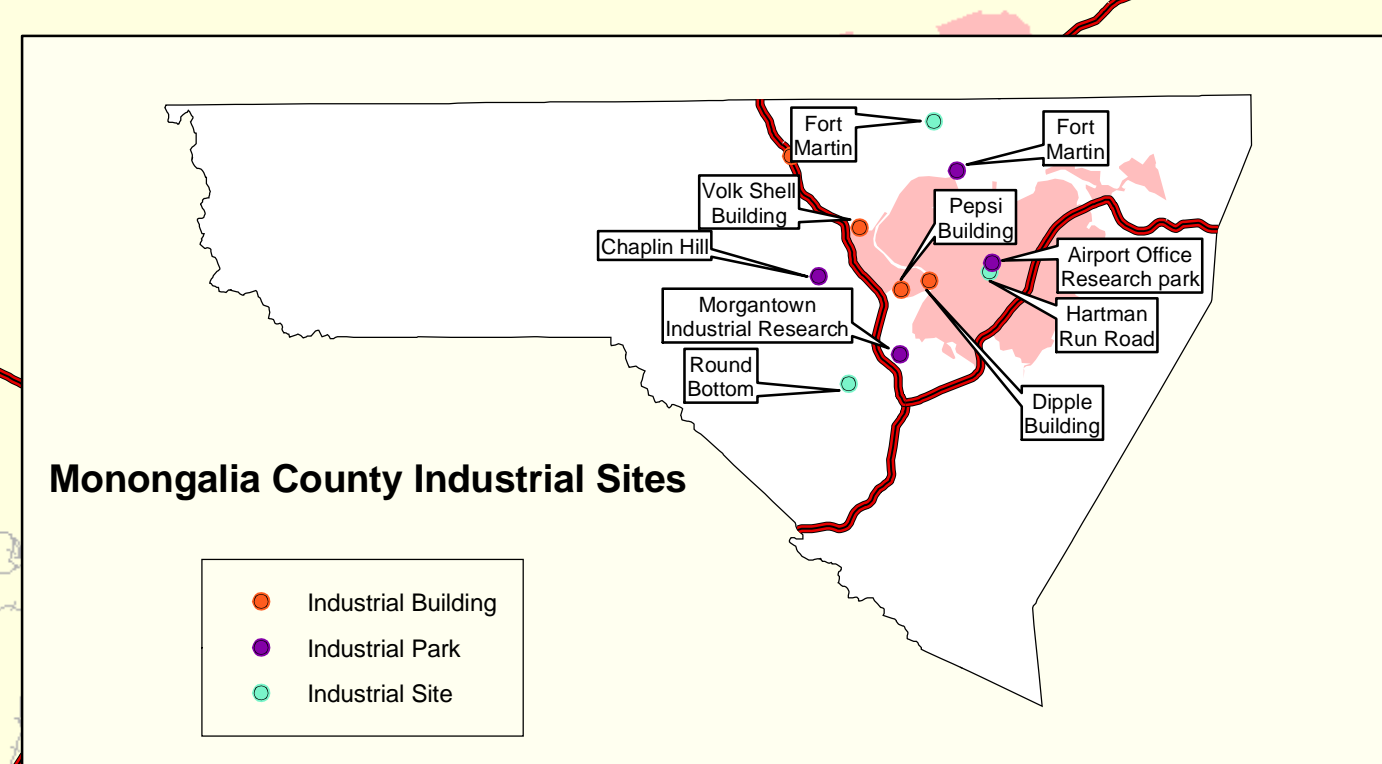 Fort
Martin
Fort
Martin
Volk Shell
Building
Pepsi
Building
Chaplin Hill
Airport Office
Research park
Morgantown
Industrial Research
Hartman
Run Road
Round
Bottom
Dipple
Building
Monongalia County Industrial Sites
Industrial Building
Industrial Park
Industrial Site